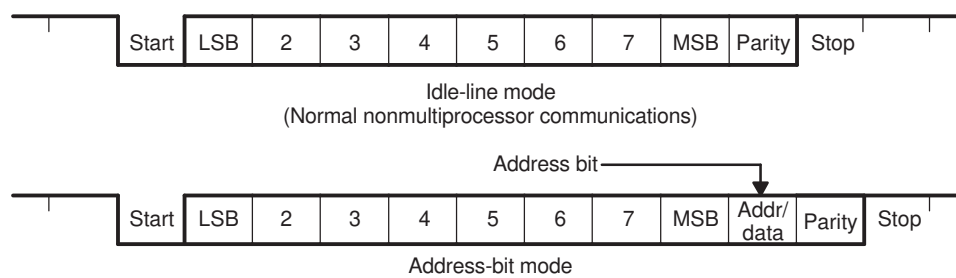 Start LSB 2 3 4 5 6 7 MSB Parity Stop
Idle-line mode
(Normal nonmultiprocessor communications)
Address bit
Start LSB 2 3 4 5 6 7 MSB Addr/ data Parity Stop
Address-bit mode